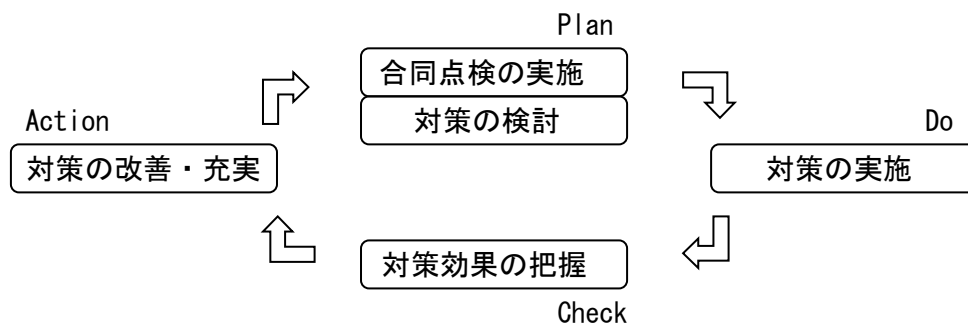 Plan
合同点検の実施
対策の検討
Action
対策の改善・充実
Do
対策の実施
対策効果の把握
Check